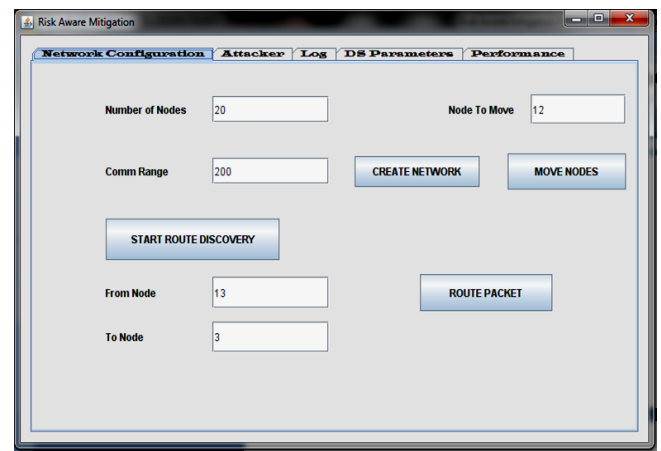 Risk Aware Mitigation
Network Configuration Attacker Log DS Parameters Performance
Number of Nodes 20 Node To Move 12
Comm Range 200 CREATE NETWORK MOVE NODES
START ROUTE DISCOVERY
From Node 13 ROUTE PACKET
To Node 3